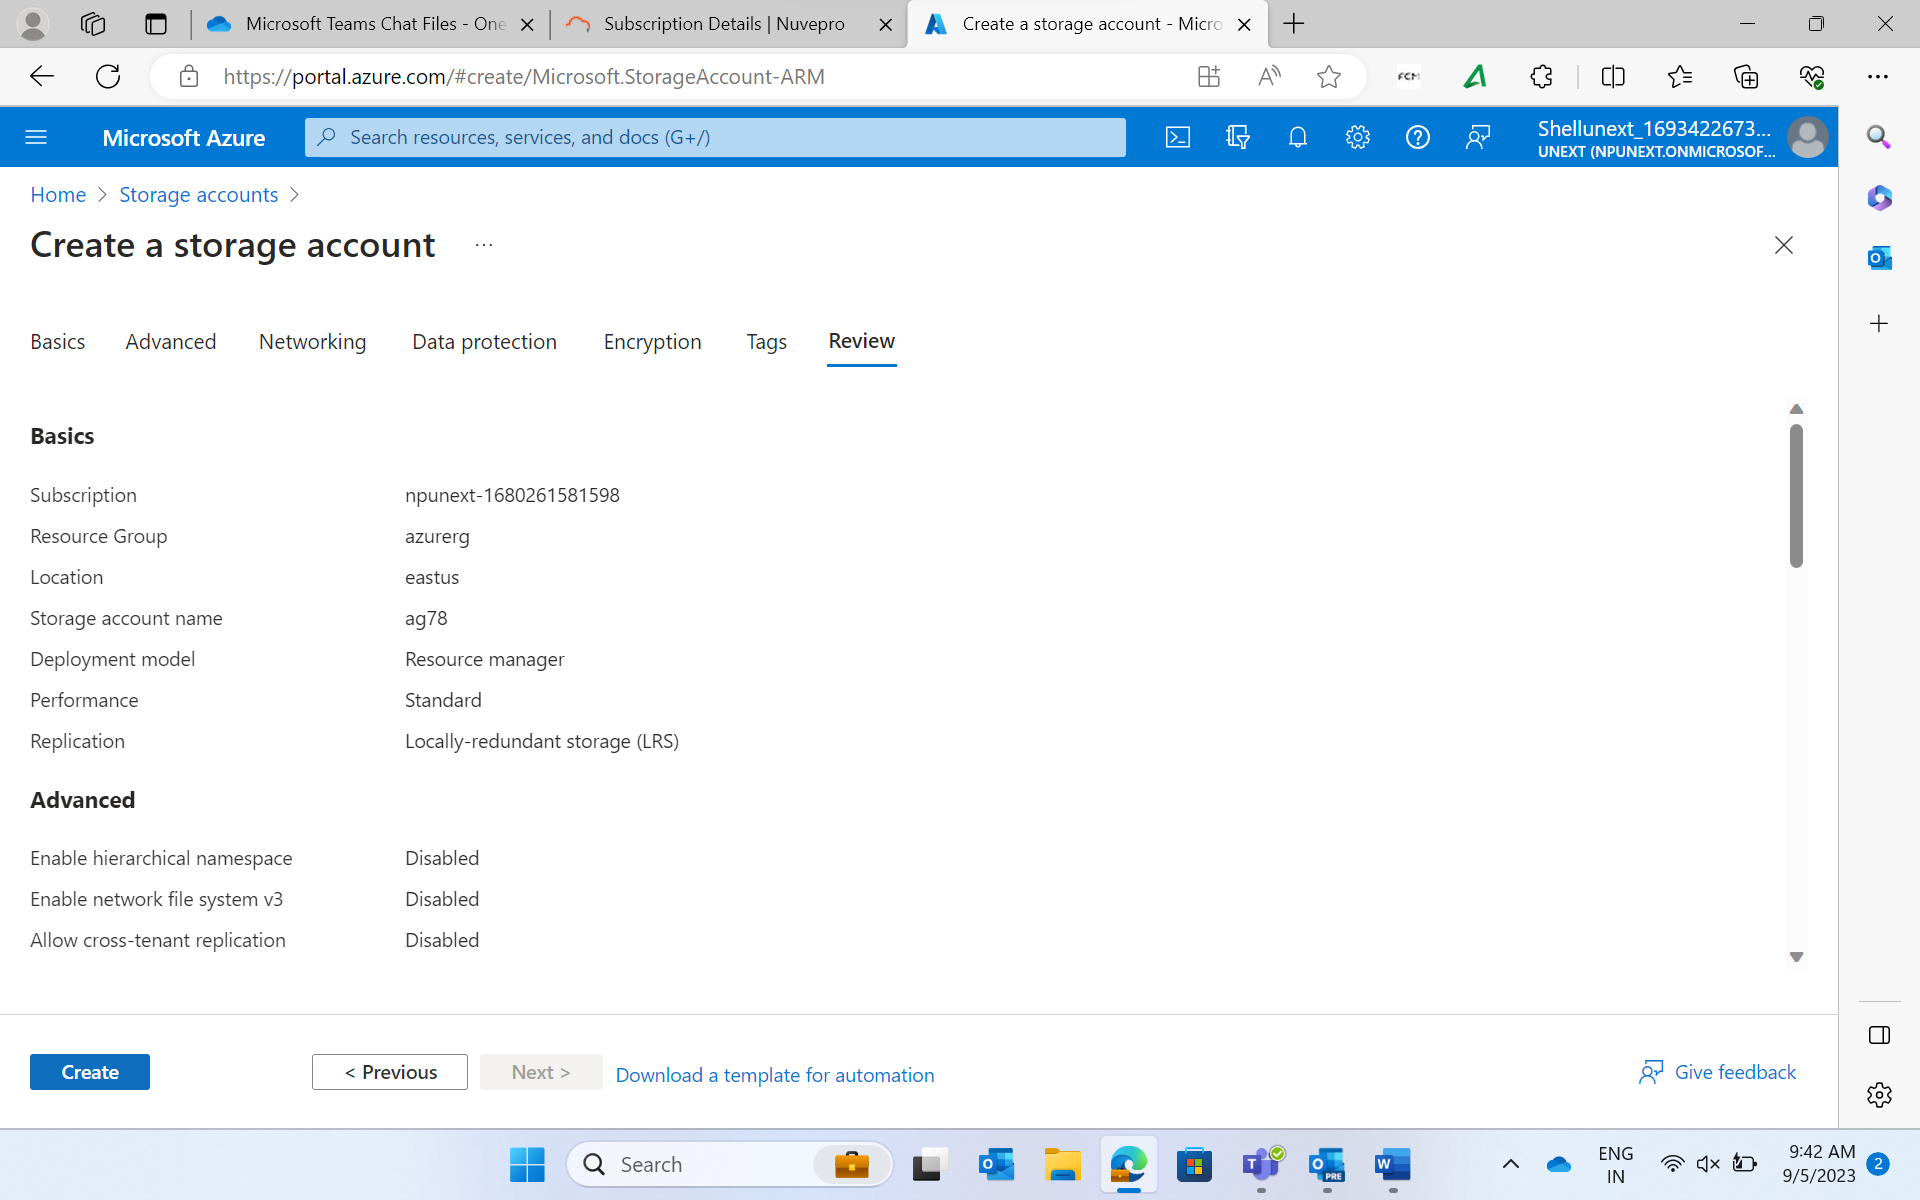 Microsoft Teams Chat Files - One
Subscription Details | Nuvepro
Create a storage account - Micro
https://portal.azure.com/#create/Microsoft.StorageAccount-ARM
FCM
Microsoft Azure
Search resources, services, and docs (G+/)
Shellunext_1693422673...
UNEXT (NPUNEXT.ONMICROSOF...
Home > Storage accounts >
Create a storage account ...
Basics Advanced Networking Data protection Encryption Tags Review
Basics
Subscription npunext-1680261581598
Resource Group azurerg
Location eastus
Storage account name ag78
Deployment model Resource manager
Performance Standard
Replication Locally-redundant storage (LRS)
Advanced
Enable hierarchical namespace Disabled
Enable network file system v3 Disabled
Allow cross-tenant replication Disabled
Create < Previous Next > Download a template for automation Give feedback
Search
PRE
ENG
IN
9:42 AM
9/5/2023
2